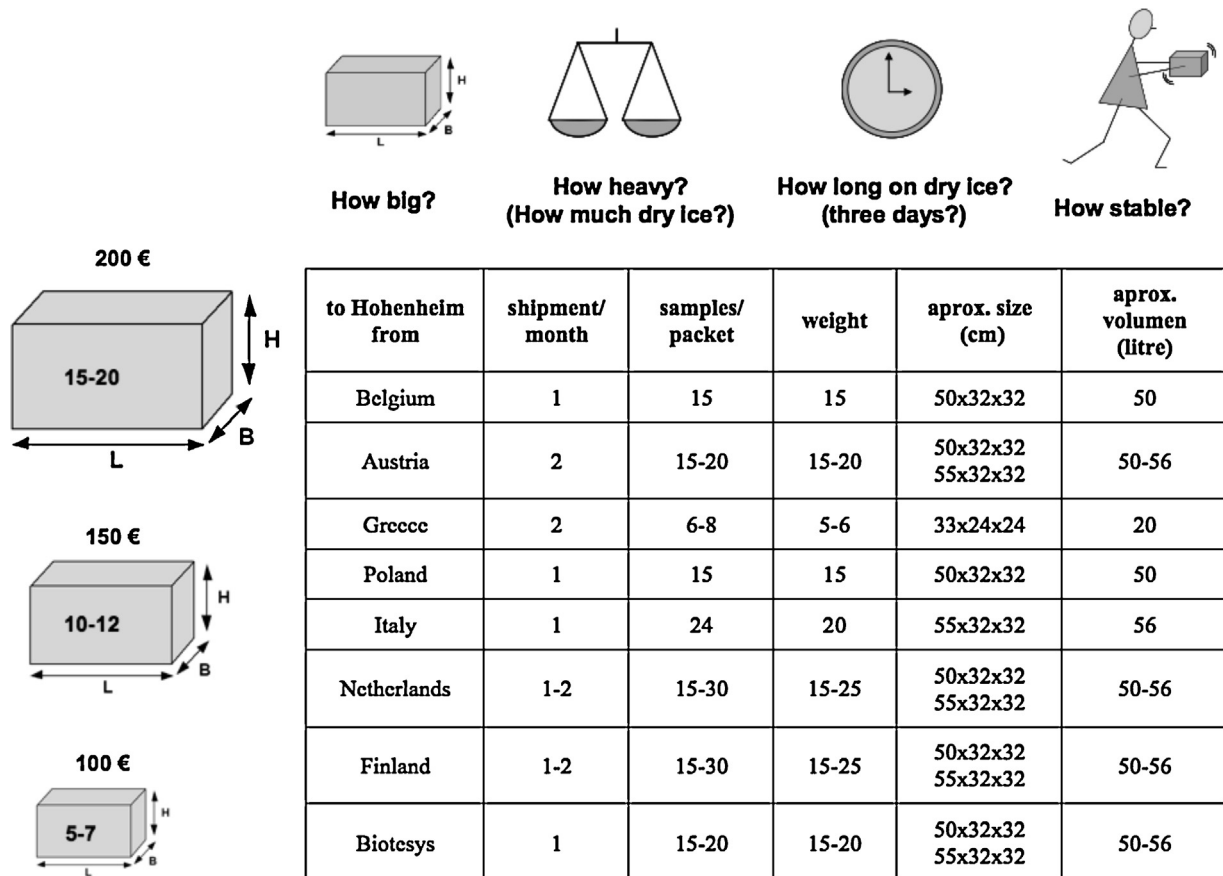 H
B
L
How big?
How heavy?
(How much dry ice?)
How long on dry ice?
(three days?)
How stable?
200 €
15-20
H
B
L
150 €
10-12
H
B
L
100 €
5-7
H
B
L
to Hohenheim from
shipment/ month
samples/ packet
weight
aprox. size (cm)
aprox. volumen (litre)
Belgium 1 15 15 50x32x32 50
Austria 2 15-20 15-20 50x32x32 55x32x32 50-56
Greece 2 6-8 5-6 33x24x24 20
Poland 1 15 15 50x32x32 50
Italy 1 24 20 55x32x32 56
Netherlands 1-2 15-30 15-25 50x32x32 55x32x32 50-56
Finland 1-2 15-30 15-25 50x32x32 55x32x32 50-56
Biotesys 1 15-20 15-20 50x32x32 55x32x32 50-56